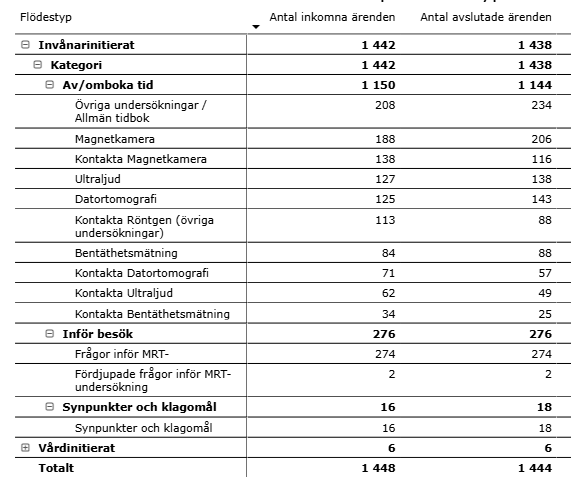 Flödestyp Antal inkomna ärenden Antal avslutade ärenden
Invånarinitierat 1 442 1 438
Kategori 1 442 1 438
Av/omboka tid 1 150 1 144
Övriga undersökningar /
Allmän tidbok 208 234
Magnetkamera 188 206
Kontakta Magnetkamera 138 116
Ultraljud 127 138
Datortomografi 125 143
Kontakta Röntgen (övriga
undersökningar) 113 88
Bentäthetsmätning 84 88
Kontakta Datortomografi 71 57
Kontakta Ultraljud 62 49
Kontakta Bentäthetsmätning 34 25
Inför besök 276 276
Frågor inför MRT- 274 274
Fördjupade frågor inför MRT-
undersökning 2 2
Synpunkter och klagomål 16 18
Synpunkter och klagomål 16 18
Vårdinitierat 6 6
Totalt 1 448 1 444